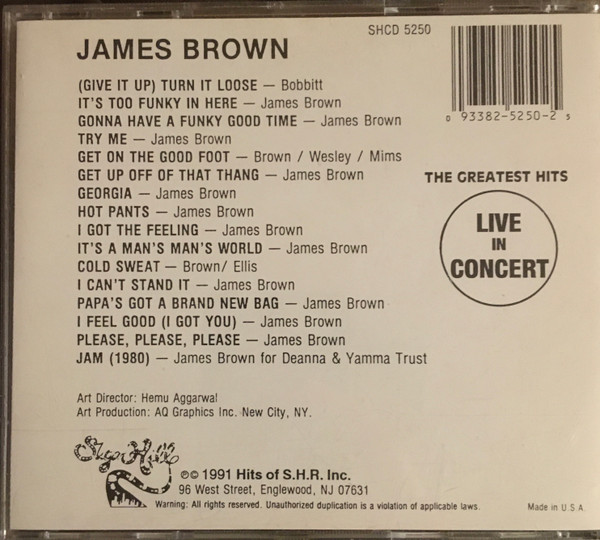 SHCD 5250
JAMES BROWN
0 93382-5250-2 5
(GIVE IT UP) TURN IT LOOSE — Bobbitt
IT'S TOO FUNKY IN HERE — James Brown
GONNA HAVE A FUNKY GOOD TIME — James Brown
TRY ME — James Brown
GET ON THE GOOD FOOT — Brown / Wesley / Mims
GET UP OFF OF THAT THANG — James Brown
GEORGIA — James Brown
HOT PANTS — James Brown
I GOT THE FEELING — James Brown
IT'S A MAN'S MAN'S WORLD — James Brown
COLD SWEAT — Brown/ Ellis
I CAN'T STAND IT — James Brown
PAPA'S GOT A BRAND NEW BAG — James Brown
I FEEL GOOD (I GOT YOU) — James Brown
PLEASE, PLEASE, PLEASE — James Brown
JAM (1980) — James Brown for Deanna & Yamma Trust
THE GREATEST HITS
LIVE
IN
CONCERT
Art Director: Hemu Aggarwal
Art Production: AQ Graphics Inc. New City, NY.
Sugar Hill
℗© 1991 Hits of S.H.R. Inc.
96 West Street, Englewood, NJ 07631
Warning: All rights reserved. Unauthorized duplication is a violation of applicable laws.
Made in U.S.A.